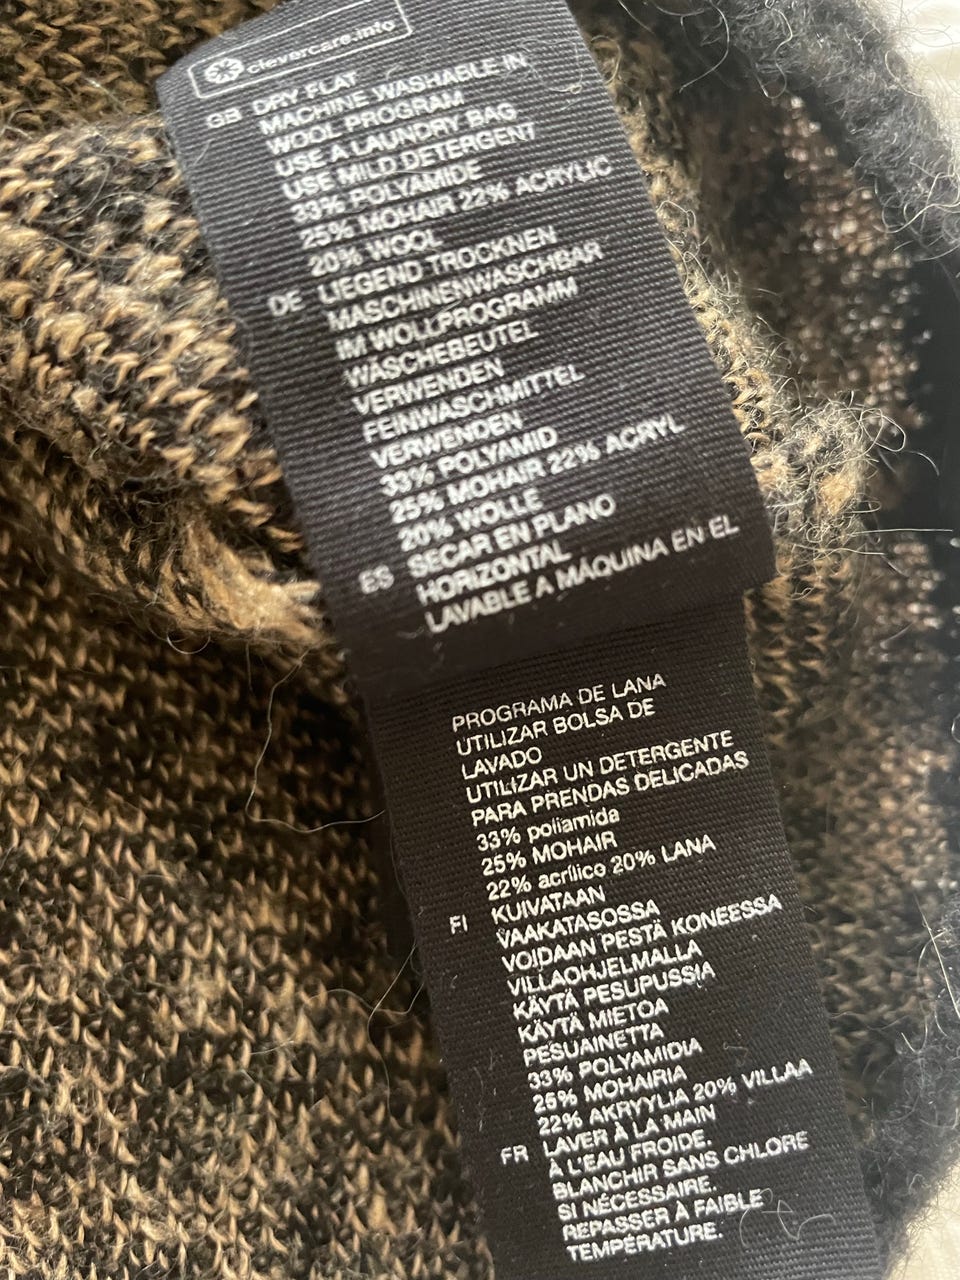 clevercare.info
GB DRY FLAT
MACHINE WASHABLE IN
WOOL PROGRAM
USE A LAUNDRY BAG
USE MILD DETERGENT
33% POLYAMIDE
25% MOHAIR 22% ACRYLIC
20% WOOL
DE LIEGEND TROCKNEN
MASCHINENWASCHBAR
IM WOLLPROGRAMM
WÄSCHEBEUTEL
VERWENDEN
FEINWASCHMITTEL
VERWENDEN
33% POLYAMID
25% MOHAIR 22% ACRYL
20% WOLLE
ES SECAR EN PLANO
HORIZONTAL
LAVABLE A MÁQUINA EN EL
PROGRAMA DE LANA
UTILIZAR BOLSA DE
LAVADO
UTILIZAR UN DETERGENTE
PARA PRENDAS DELICADAS
33% poliamida
25% MOHAIR
22% acrílico 20% LANA
FI KUIVATAAN
VAAKATASOSSA
VOIDAAN PESTÄ KONEESSA
VILLAOHJELMALLA
KÄYTÄ PESUPUSSIA
KÄYTÄ MIETOA
PESUAINETTA
33% POLYAMIDIA
25% MOHAIRIA
22% AKRYYLIA 20% VILLAA
FR LAVER À LA MAIN
À L'EAU FROIDE.
BLANCHIR SANS CHLORE
SI NÉCESSAIRE.
REPASSER À FAIBLE
TEMPÉRATURE.